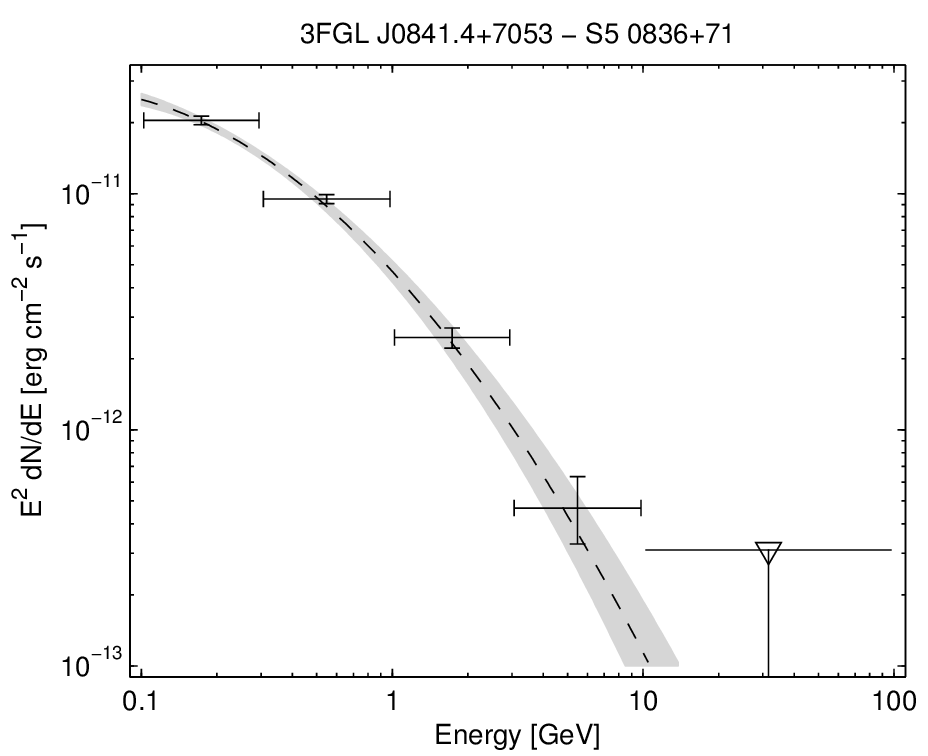 3FGL J0841.4+7053 − S5 0836+71
E² dN/dE [erg cm⁻² s⁻¹]
10⁻¹¹
10⁻¹²
10⁻¹³
0.1 1 10 100
Energy [GeV]